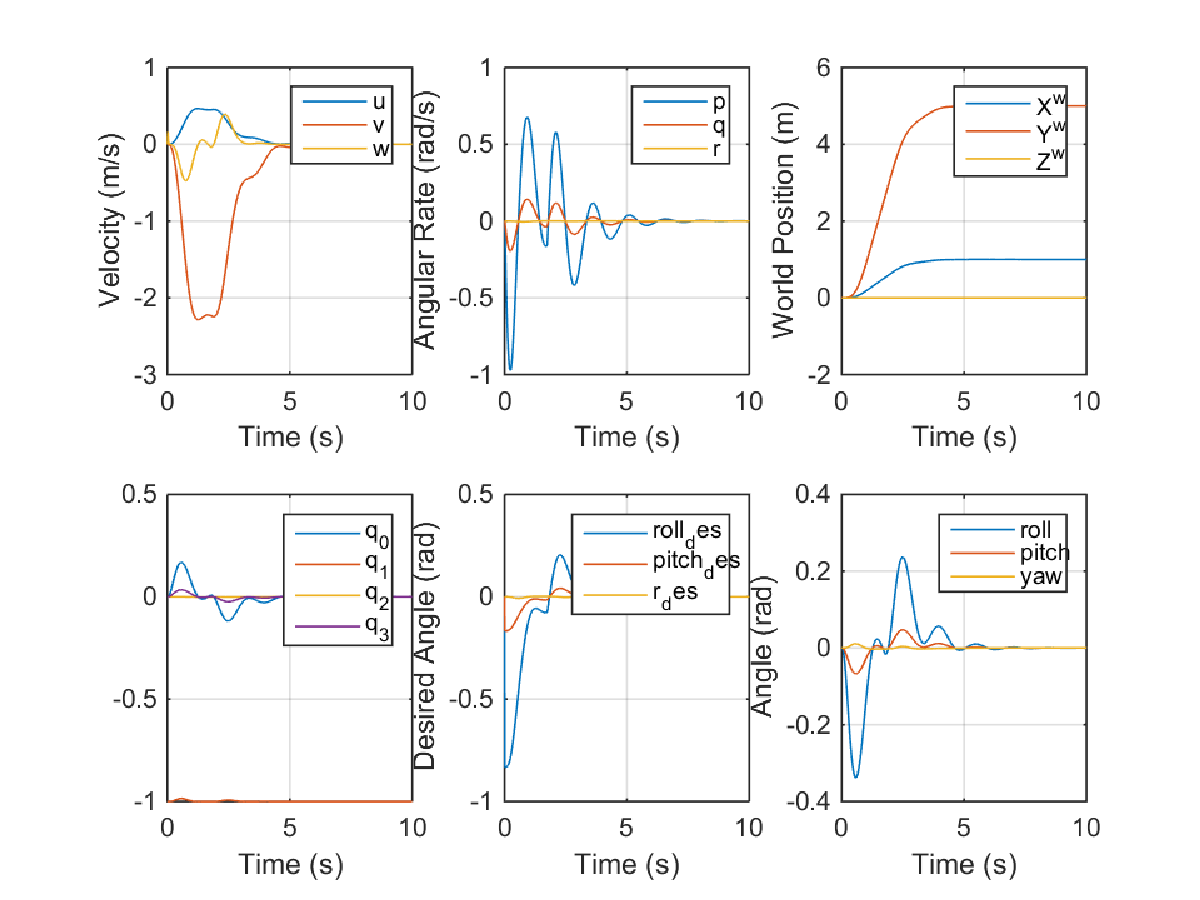 1
0
-1
-2
-3
Velocity (m/s)
u
v
w
0
5
10
Time (s)
1
0.5
0
-0.5
-1
Angular Rate (rad/s)
p
q
r
0
5
10
Time (s)
6
4
2
0
-2
World Position (m)
X^w
Y^w
Z^w
0
5
10
Time (s)
0.5
0
-0.5
-1
q_0
q_1
q_2
q_3
0
5
10
Time (s)
0.5
0
-0.5
-1
Desired Angle (rad)
roll_des
pitch_des
r_des
0
5
10
Time (s)
0.4
0.2
0
-0.2
-0.4
Angle (rad)
roll
pitch
yaw
0
5
10
Time (s)